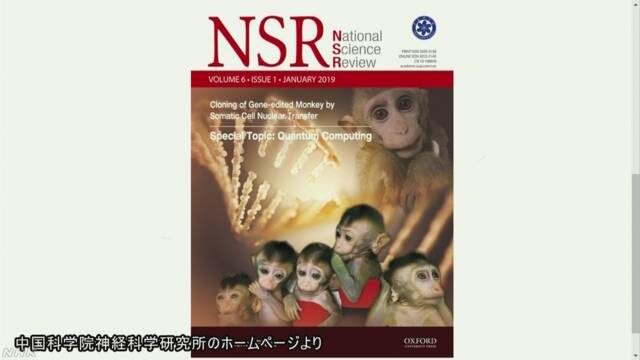 NSR
National
Science
Review
VOLUME 6 • ISSUE 1 • JANUARY 2019
Cloning of Gene-edited Monkey by
Somatic Cell Nuclear Transfer
Special Topic: Quantum Computing
OXFORD
UNIVERSITY PRESS
中国科学院神経科学研究所のホームページより
NHK